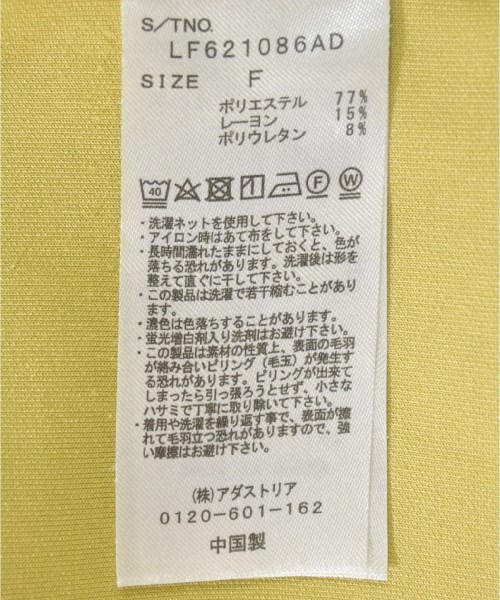 S/TNO.
LF621086AD
SIZE F
ポリエステル 77%
レーヨン 15%
ポリウレタン 8%
40 F W
・洗濯ネットを使用して下さい。
・アイロン時はあて布をして下さい。
・長時間濡れたままにしておくと、色が
落ちる恐れがあります。洗濯後は形を
整えて直ぐに干して下さい。
・この製品は洗濯で若干縮むことがあり
ます。
・濃色は色落ちすることがあります。
・蛍光増白剤入り洗剤はお避け下さい。
・この製品は素材の性質上、表面の毛羽
が絡み合いピリング（毛玉）が発生す
る恐れがあります。ピリングが出来て
しまったら引っ張ろうとせず、小さな
ハサミで丁寧に取り除いて下さい。
・着用や洗濯を繰り返す事で、表面が擦
れて毛羽立つ恐れがありますので、強
い摩擦はお避け下さい。
(株)アダストリア
0120-601-162
中国製